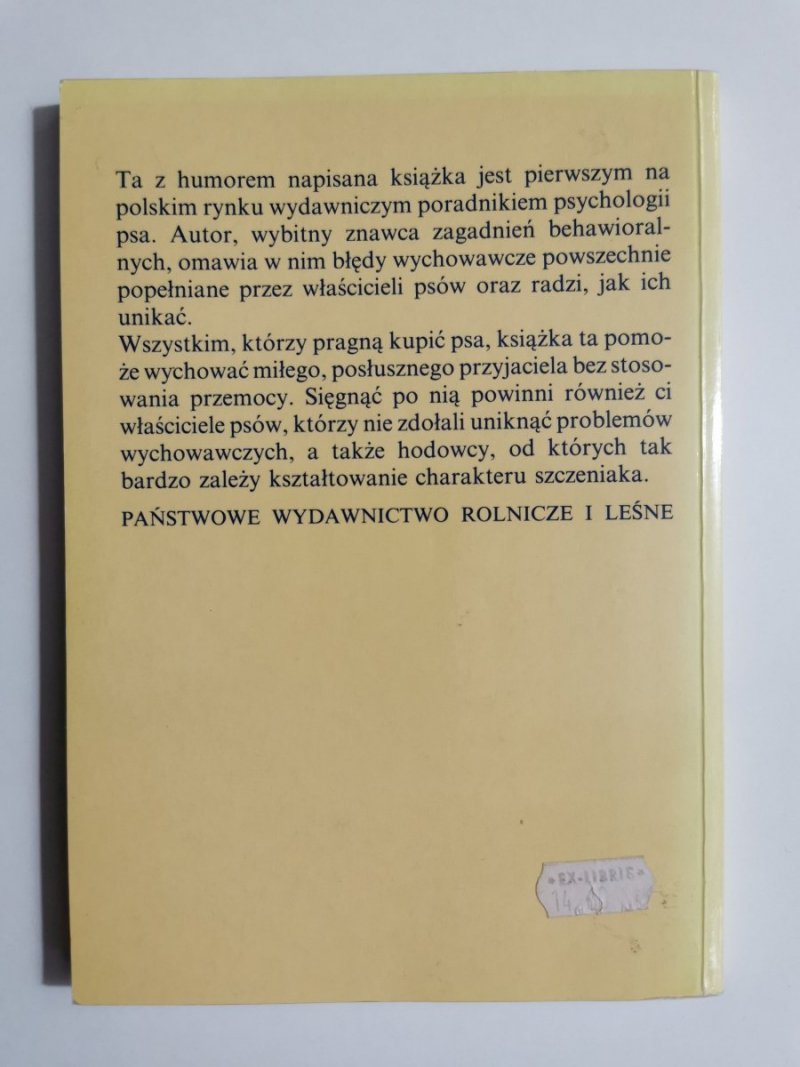 Ta z humorem napisana książka jest pierwszym na
polskim rynku wydawniczym poradnikiem psychologii
psa. Autor, wybitny znawca zagadnień behawioral-
nych, omawia w nim błędy wychowawcze powszechnie
popełniane przez właścicieli psów oraz radzi, jak ich
unikać.
Wszystkim, którzy pragną kupić psa, książka ta pomo-
że wychować miłego, posłusznego przyjaciela bez stoso-
wania przemocy. Sięgnąć po nią powinni również ci
właściciele psów, którzy nie zdołali uniknąć problemów
wychowawczych, a także hodowcy, od których tak
bardzo zależy kształtowanie charakteru szczeniaka.
PAŃSTWOWE WYDAWNICTWO ROLNICZE I LEŚNE
*EX-LIBRIS*